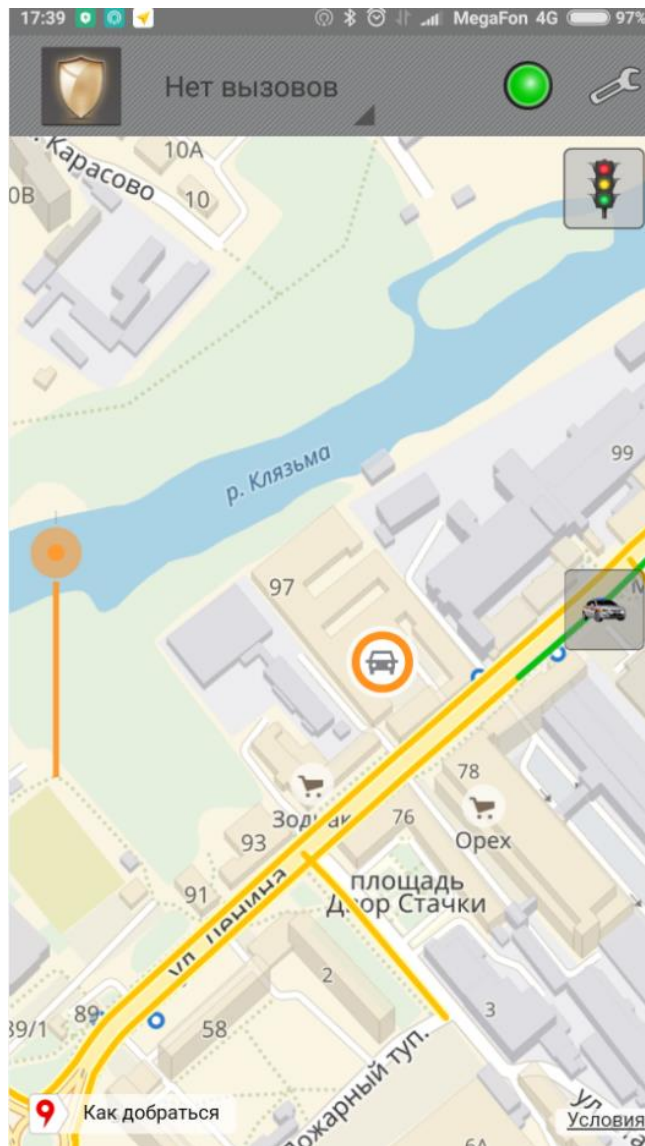 17:39
MegaFon 4G
97%
Нет вызовов
Карасово
10А
10
0В
99
р. Клязьма
97
78
Зодиак
93
76
Орех
91
площадь
Двор Стачки
ул. Ленина
2
89
89/1
58
3
Пожарный туп.
Как добраться
Условия
6А